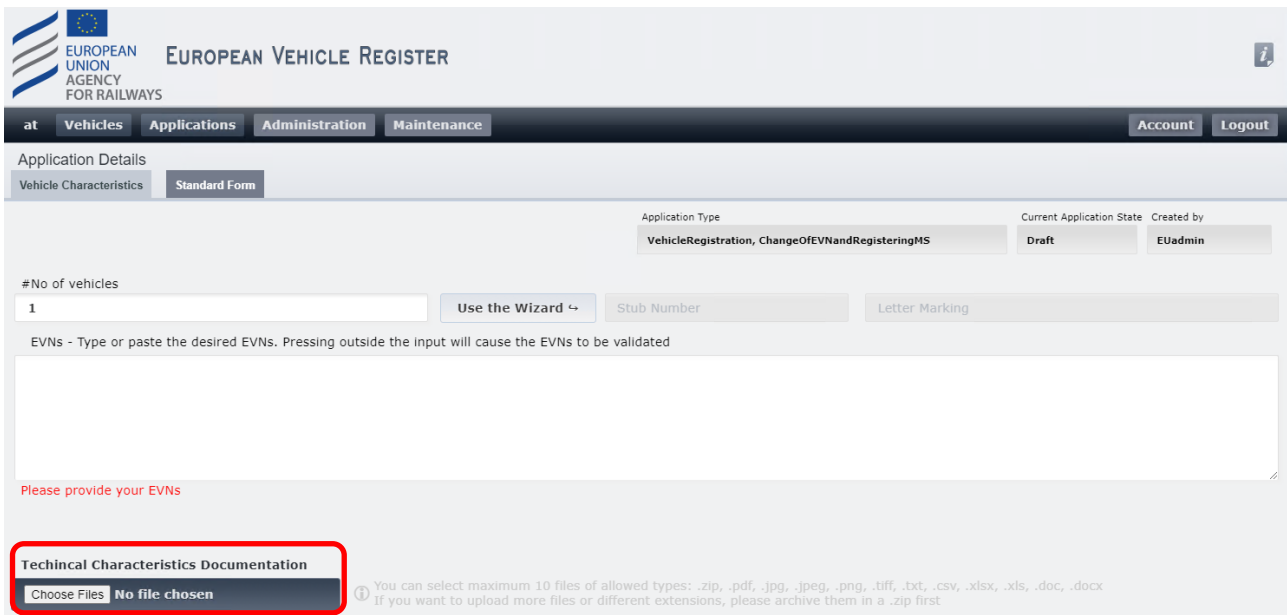 EUROPEAN
UNION
AGENCY
FOR RAILWAYS
EUROPEAN VEHICLE REGISTER
i
at Vehicles Applications Administration Maintenance Account Logout
Application Details
Vehicle Characteristics Standard Form
Application Type Current Application State Created by
VehicleRegistration, ChangeOfEVNandRegisteringMS Draft EUadmin
#No of vehicles
1 Use the Wizard ↪ Stub Number Letter Marking
EVNs - Type or paste the desired EVNs. Pressing outside the input will cause the EVNs to be validated
Please provide your EVNs
Techincal Characteristics Documentation
Choose Files No file chosen
You can select maximum 10 files of allowed types: .zip, .pdf, .jpg, .jpeg, .png, .tiff, .txt, .csv, .xlsx, .xls, .doc, .docx
If you want to upload more files or different extensions, please archive them in a .zip first